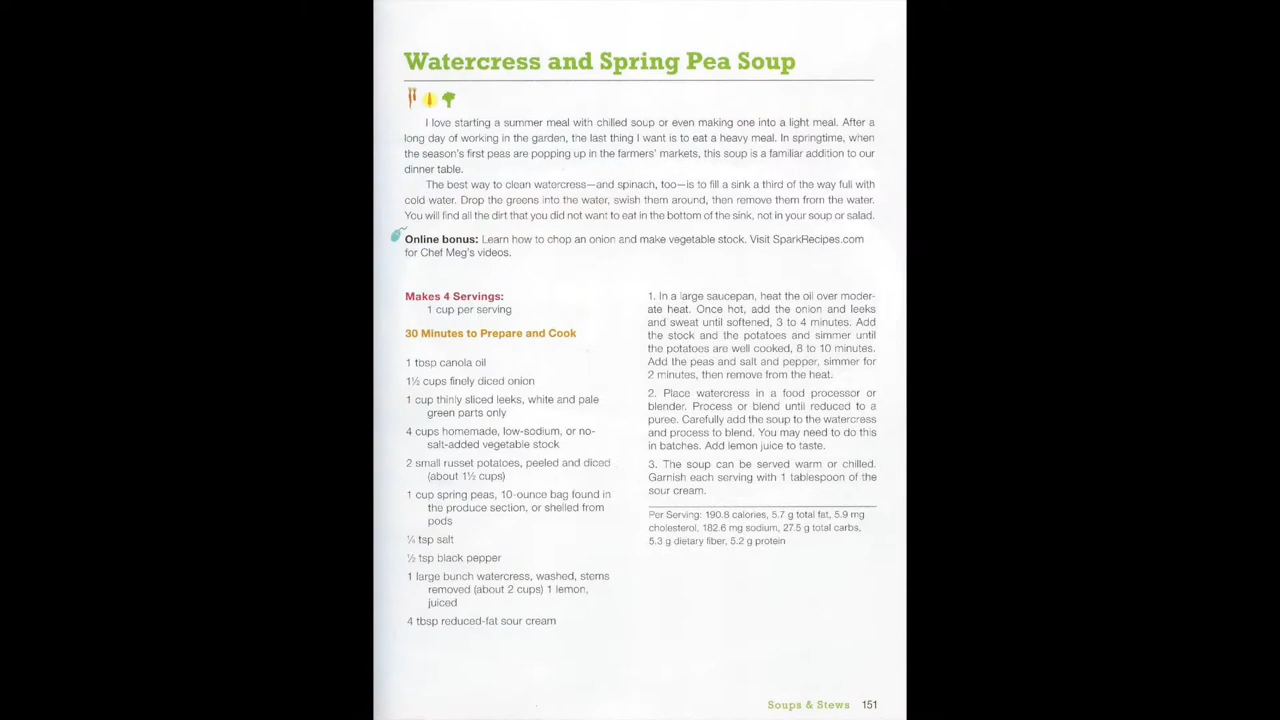 Watercress and Spring Pea Soup
I love starting a summer meal with chilled soup or even making one into a light meal. After a
long day of working in the garden, the last thing I want is to eat a heavy meal. In springtime, when
the season's first peas are popping up in the farmers' markets, this soup is a familiar addition to our
dinner table.
The best way to clean watercress—and spinach, too—is to fill a sink a third of the way full with
cold water. Drop the greens into the water, swish them around, then remove them from the water.
You will find all the dirt that you did not want to eat in the bottom of the sink, not in your soup or salad.
Online bonus: Learn how to chop an onion and make vegetable stock. Visit SparkRecipes.com
for Chef Meg's videos.
Makes 4 Servings:
1 cup per serving
30 Minutes to Prepare and Cook
1 tbsp canola oil
1½ cups finely diced onion
1 cup thinly sliced leeks, white and pale
green parts only
4 cups homemade, low-sodium, or no-
salt-added vegetable stock
2 small russet potatoes, peeled and diced
(about 1½ cups)
1 cup spring peas, 10-ounce bag found in
the produce section, or shelled from
pods
¼ tsp salt
½ tsp black pepper
1 large bunch watercress, washed, stems
removed (about 2 cups) 1 lemon,
juiced
4 tbsp reduced-fat sour cream
1. In a large saucepan, heat the oil over moder-
ate heat. Once hot, add the onion and leeks
and sweat until softened, 3 to 4 minutes. Add
the stock and the potatoes and simmer until
the potatoes are well cooked, 8 to 10 minutes.
Add the peas and salt and pepper, simmer for
2 minutes, then remove from the heat.
2. Place watercress in a food processor or
blender. Process or blend until reduced to a
puree. Carefully add the soup to the watercress
and process to blend. You may need to do this
in batches. Add lemon juice to taste.
3. The soup can be served warm or chilled.
Garnish each serving with 1 tablespoon of the
sour cream.
Per Serving: 190.8 calories, 5.7 g total fat, 5.9 mg
cholesterol, 182.6 mg sodium, 27.5 g total carbs,
5.3 g dietary fiber, 5.2 g protein
Soups & Stews 151